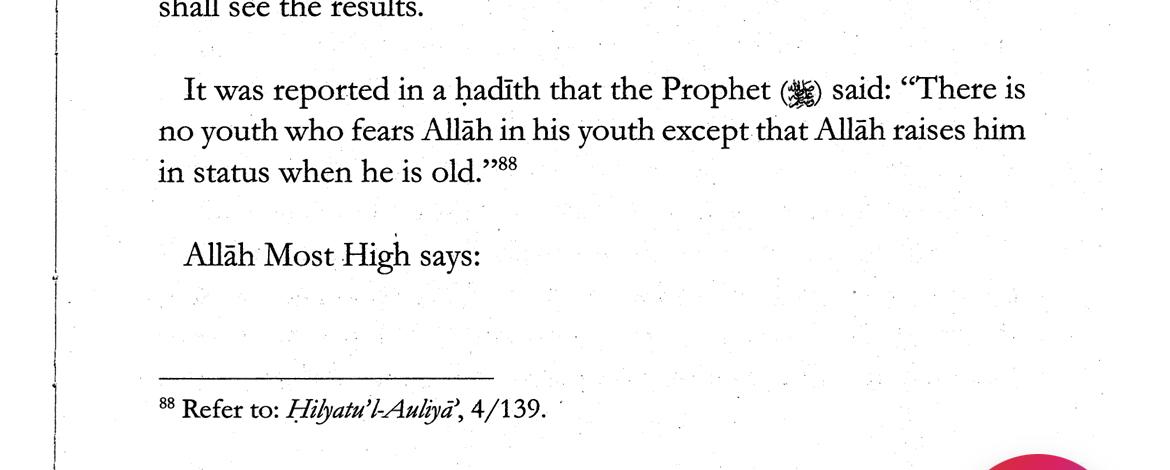 shall see the results.
It was reported in a ḥadīth that the Prophet (ﷺ) said: “There is
no youth who fears Allāh in his youth except that Allāh raises him
in status when he is old.”⁸⁸
Allāh Most High says:
⁸⁸ Refer to: Ḥilyatu’l-Auliyā’, 4/139.